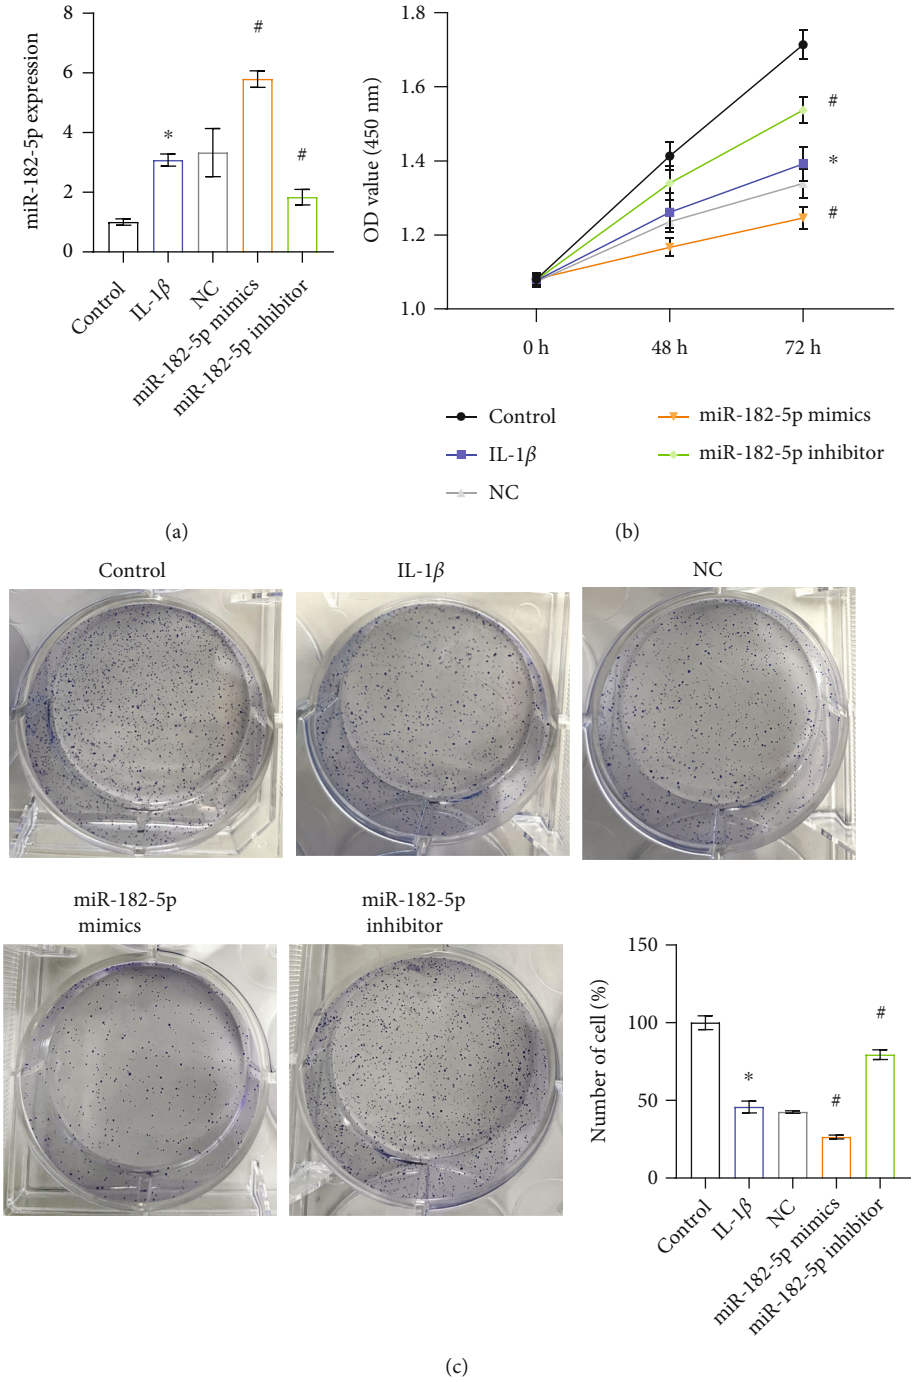 8
6
4
2
0
miR-182-5p expression
*
#
#
Control
IL-1β
NC
miR-182-5p mimics
miR-182-5p inhibitor
(a)
1.8
1.6
1.4
1.2
1.0
OD value (450 nm)
#
*
#
0 h
48 h
72 h
Control
IL-1β
NC
miR-182-5p mimics
miR-182-5p inhibitor
(b)
Control
IL-1β
NC
miR-182-5p
mimics
miR-182-5p
inhibitor
150
100
50
0
Number of cell (%)
*
#
#
Control
IL-1β
NC
miR-182-5p mimics
miR-182-5p inhibitor
(c)